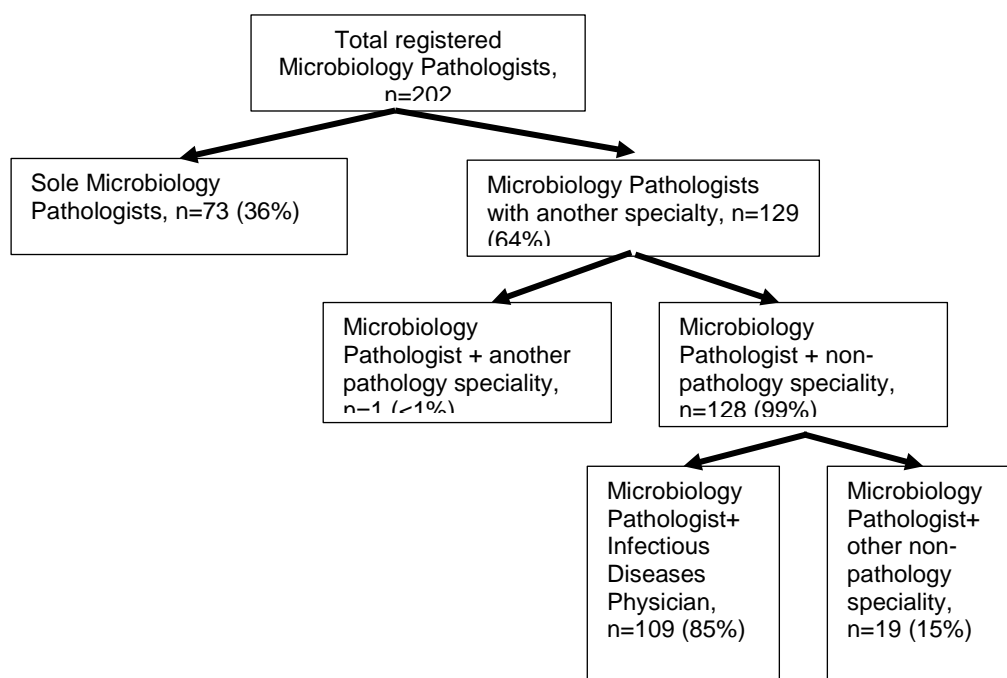 Total registered
Microbiology Pathologists,
n=202
Sole Microbiology
Pathologists, n=73 (36%)
Microbiology Pathologists
with another specialty, n=129
(64%)
Microbiology
Pathologist + another
pathology speciality,
n=1 (<1%)
Microbiology
Pathologist + non-
pathology speciality,
n=128 (99%)
Microbiology
Pathologist+
Infectious
Diseases
Physician,
n=109 (85%)
Microbiology
Pathologist+
other non-
pathology
speciality,
n=19 (15%)